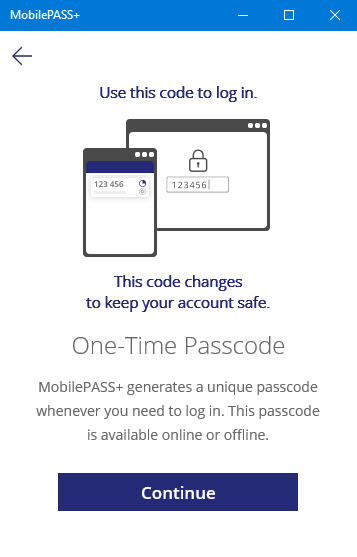 MobilePASS+
Use this code to log in.
123 456
123456
This code changes
to keep your account safe.
One-Time Passcode
MobilePASS+ generates a unique passcode
whenever you need to log in. This passcode
is available online or offline.
Continue